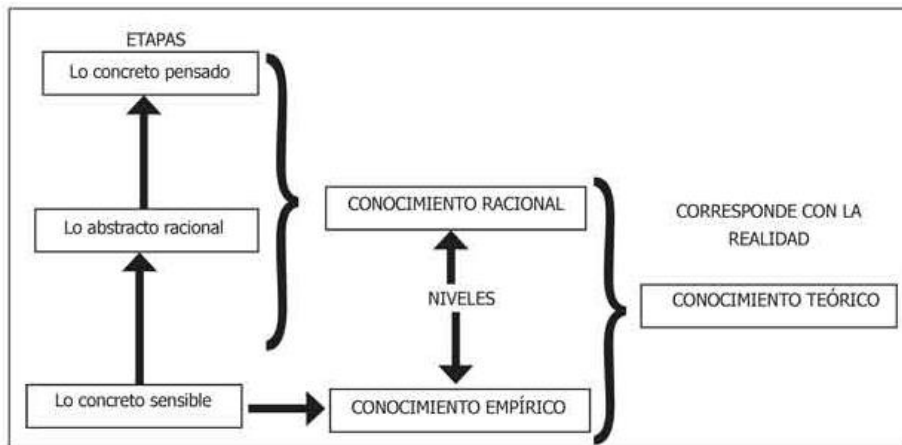 ETAPAS
Lo concreto pensado
Lo abstracto racional
Lo concreto sensible
CONOCIMIENTO RACIONAL
NIVELES
CONOCIMIENTO EMPÍRICO
CORRESPONDE CON LA
REALIDAD
CONOCIMIENTO TEÓRICO